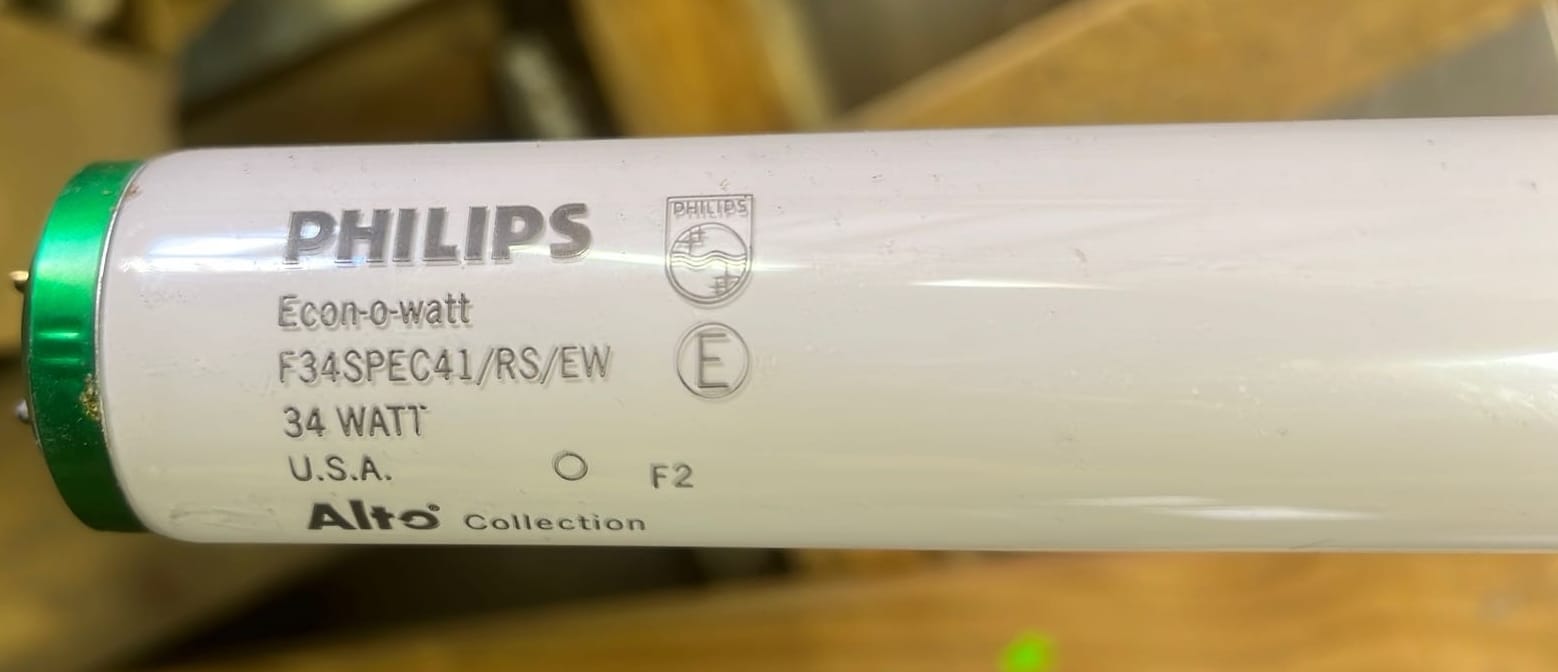 PHILIPS
PHILIPS
Econ-o-watt
F34SPEC41/RS/EW
E
34 WATT
U.S.A. O F2
Alto® Collection